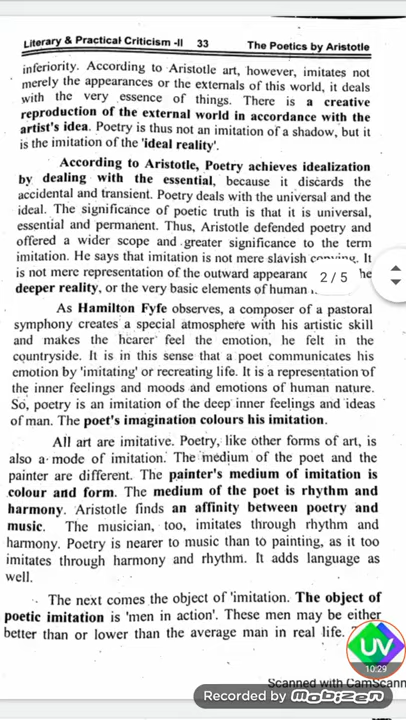 Literary & Practical Criticism -II 33 The Poetics by Aristotle
inferiority. According to Aristotle art, however, imitates not
merely the appearances or the externals of this world, it deals
with the very essence of things. There is a creative
reproduction of the external world in accordance with the
artist's idea. Poetry is thus not an imitation of a shadow, but it
is the imitation of the 'ideal reality'.
According to Aristotle, Poetry achieves idealization
by dealing with the essential, because it discards the
accidental and transient. Poetry deals with the universal and the
ideal. The significance of poetic truth is that it is universal,
essential and permanent. Thus, Aristotle defended poetry and
offered a wider scope and greater significance to the term
imitation. He says that imitation is not mere slavish It
is not mere representation of the outward appearanc 2 / 5 he
deeper reality, or the very basic elements of human
As Hamilton Fyfe observes, a composer of a pastoral
symphony creates a special atmosphere with his artistic skill
and makes the hearer feel the emotion, he felt in the
countryside. It is in this sense that a poet communicates his
emotion by 'imitating' or recreating life. It is a representation of
the inner feelings and moods and emotions of human nature.
So, poetry is an imitation of the deep inner feelings and ideas
of man. The poet's imagination colours his imitation.
All art are imitative. Poetry, like other forms of art, is
also a mode of imitation. The medium of the poet and the
painter are different. The painter's medium of imitation is
colour and form. The medium of the poet is rhythm and
harmony. Aristotle finds an affinity between poetry and
music. The musician, too, imitates through rhythm and
harmony. Poetry is nearer to music than to painting, as it too
imitates through harmony and rhythm. It adds language as
well.
The next comes the object of 'imitation. The object of
poetic imitation is 'men in action'. These men may be either
better than or lower than the average man in real life.
UV
10:29
Scanned with CamScann
Recorded by mobizen